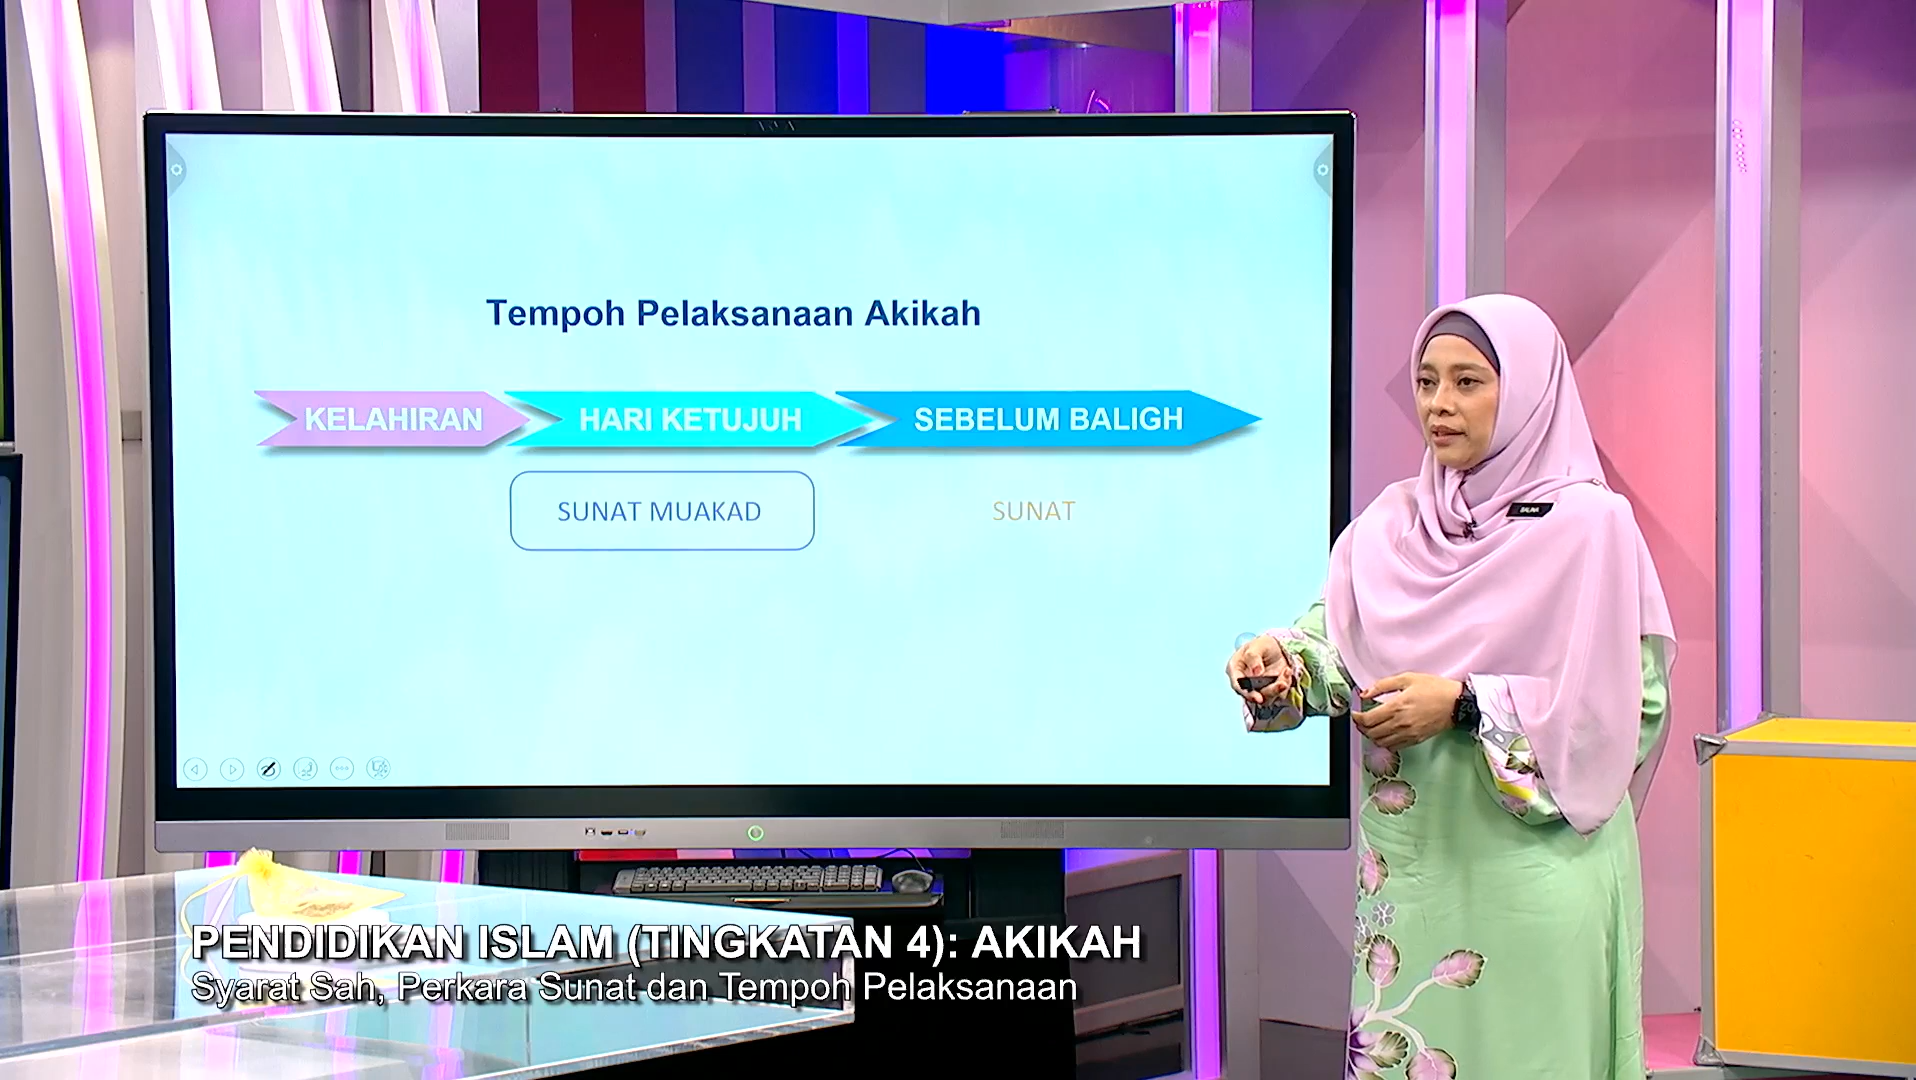 Tempoh Pelaksanaan Akikah
KELAHIRAN
HARI KETUJUH
SEBELUM BALIGH
SUNAT MUAKAD
SUNAT
PENDIDIKAN ISLAM (TINGKATAN 4): AKIKAH
Syarat Sah, Perkara Sunat dan Tempoh Pelaksanaan